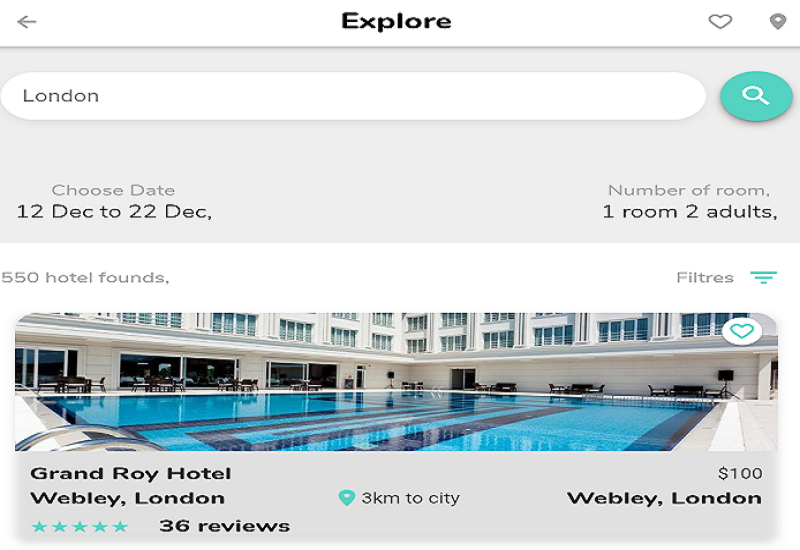 Explore
London
Choose Date
Number of room,
12 Dec to 22 Dec,
1 room 2 adults,
550 hotel founds,
Filtres
Grand Roy Hotel
$100
Webley, London
3km to city
Webley, London
36 reviews